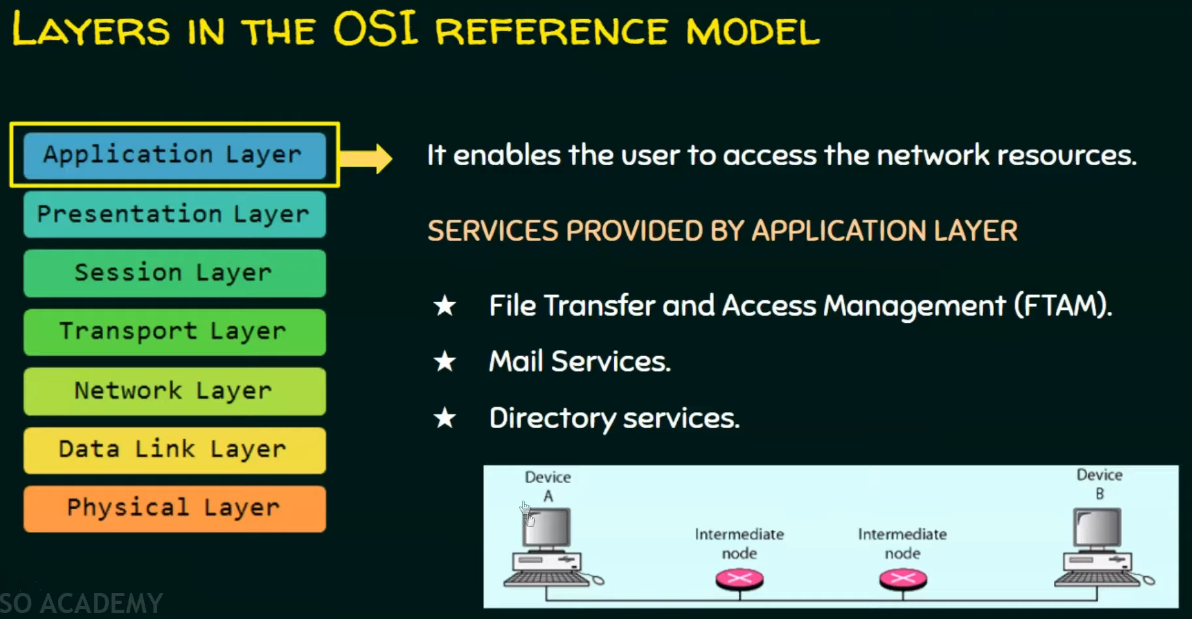 LAYERS IN THE OSI REFERENCE MODEL
Application Layer
Presentation Layer
Session Layer
Transport Layer
Network Layer
Data Link Layer
Physical Layer
It enables the user to access the network resources.
SERVICES PROVIDED BY APPLICATION LAYER
★ File Transfer and Access Management (FTAM).
★ Mail Services.
★ Directory services.
Device
A
Intermediate
node
Intermediate
node
Device
B
SO ACADEMY